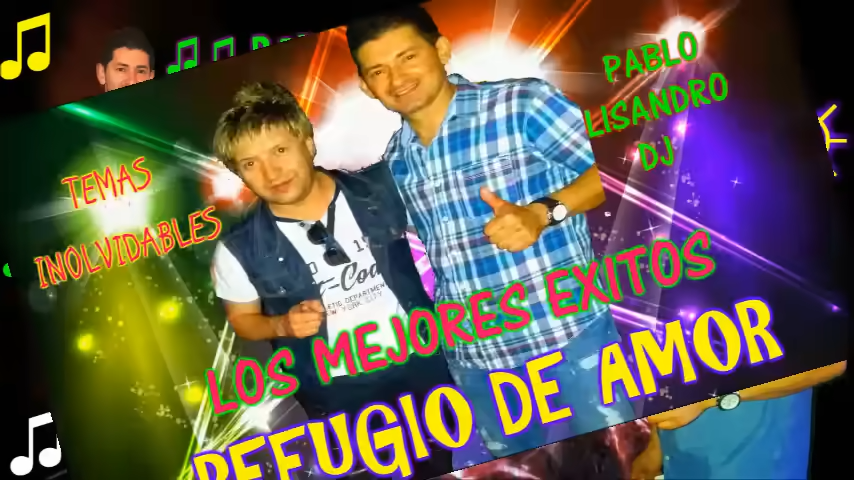 PABLO
LISANDRO
DJ
TEMAS
INOLVIDABLES
LOS MEJORES EXITOS
REFUGIO DE AMOR